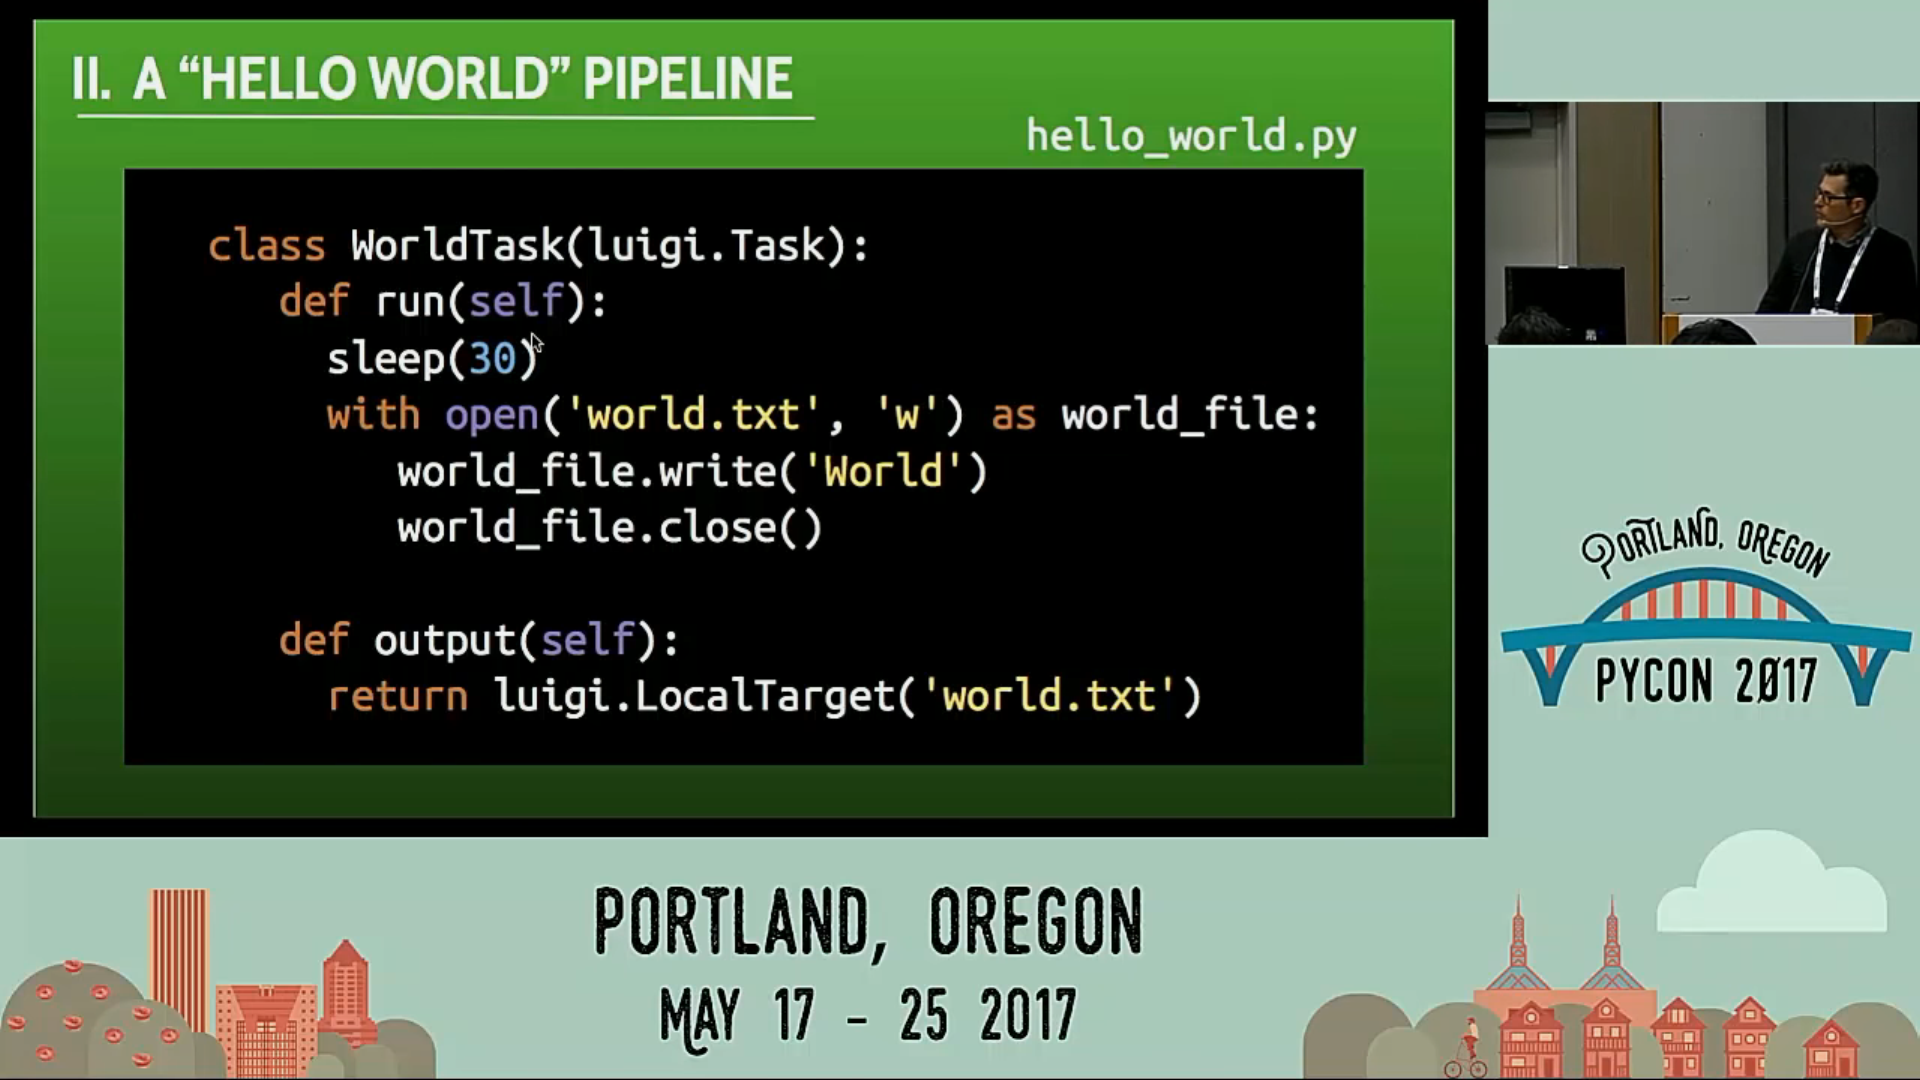 II. A “HELLO WORLD” PIPELINE
hello_world.py
class WorldTask(luigi.Task):
def run(self):
sleep(30)
with open('world.txt', 'w') as world_file:
world_file.write('World')
world_file.close()
def output(self):
return luigi.LocalTarget('world.txt')
PORTLAND, OREGON
PYCON 2017
PORTLAND, OREGON
MAY 17 - 25 2017